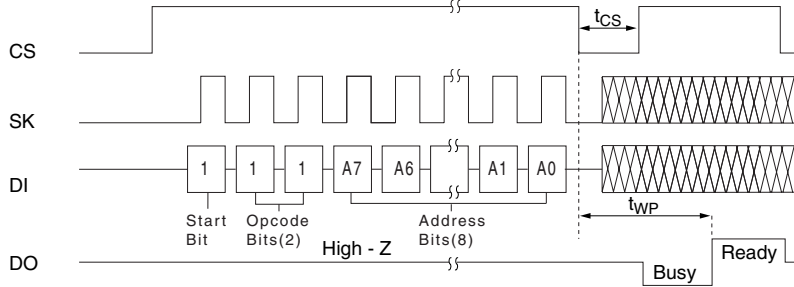 CS
tCS
SK
DI
1 1 1 A7 A6 A1 A0
Start
Bit
Opcode
Bits(2)
Address
Bits(8)
tWP
DO
High - Z
Busy
Ready